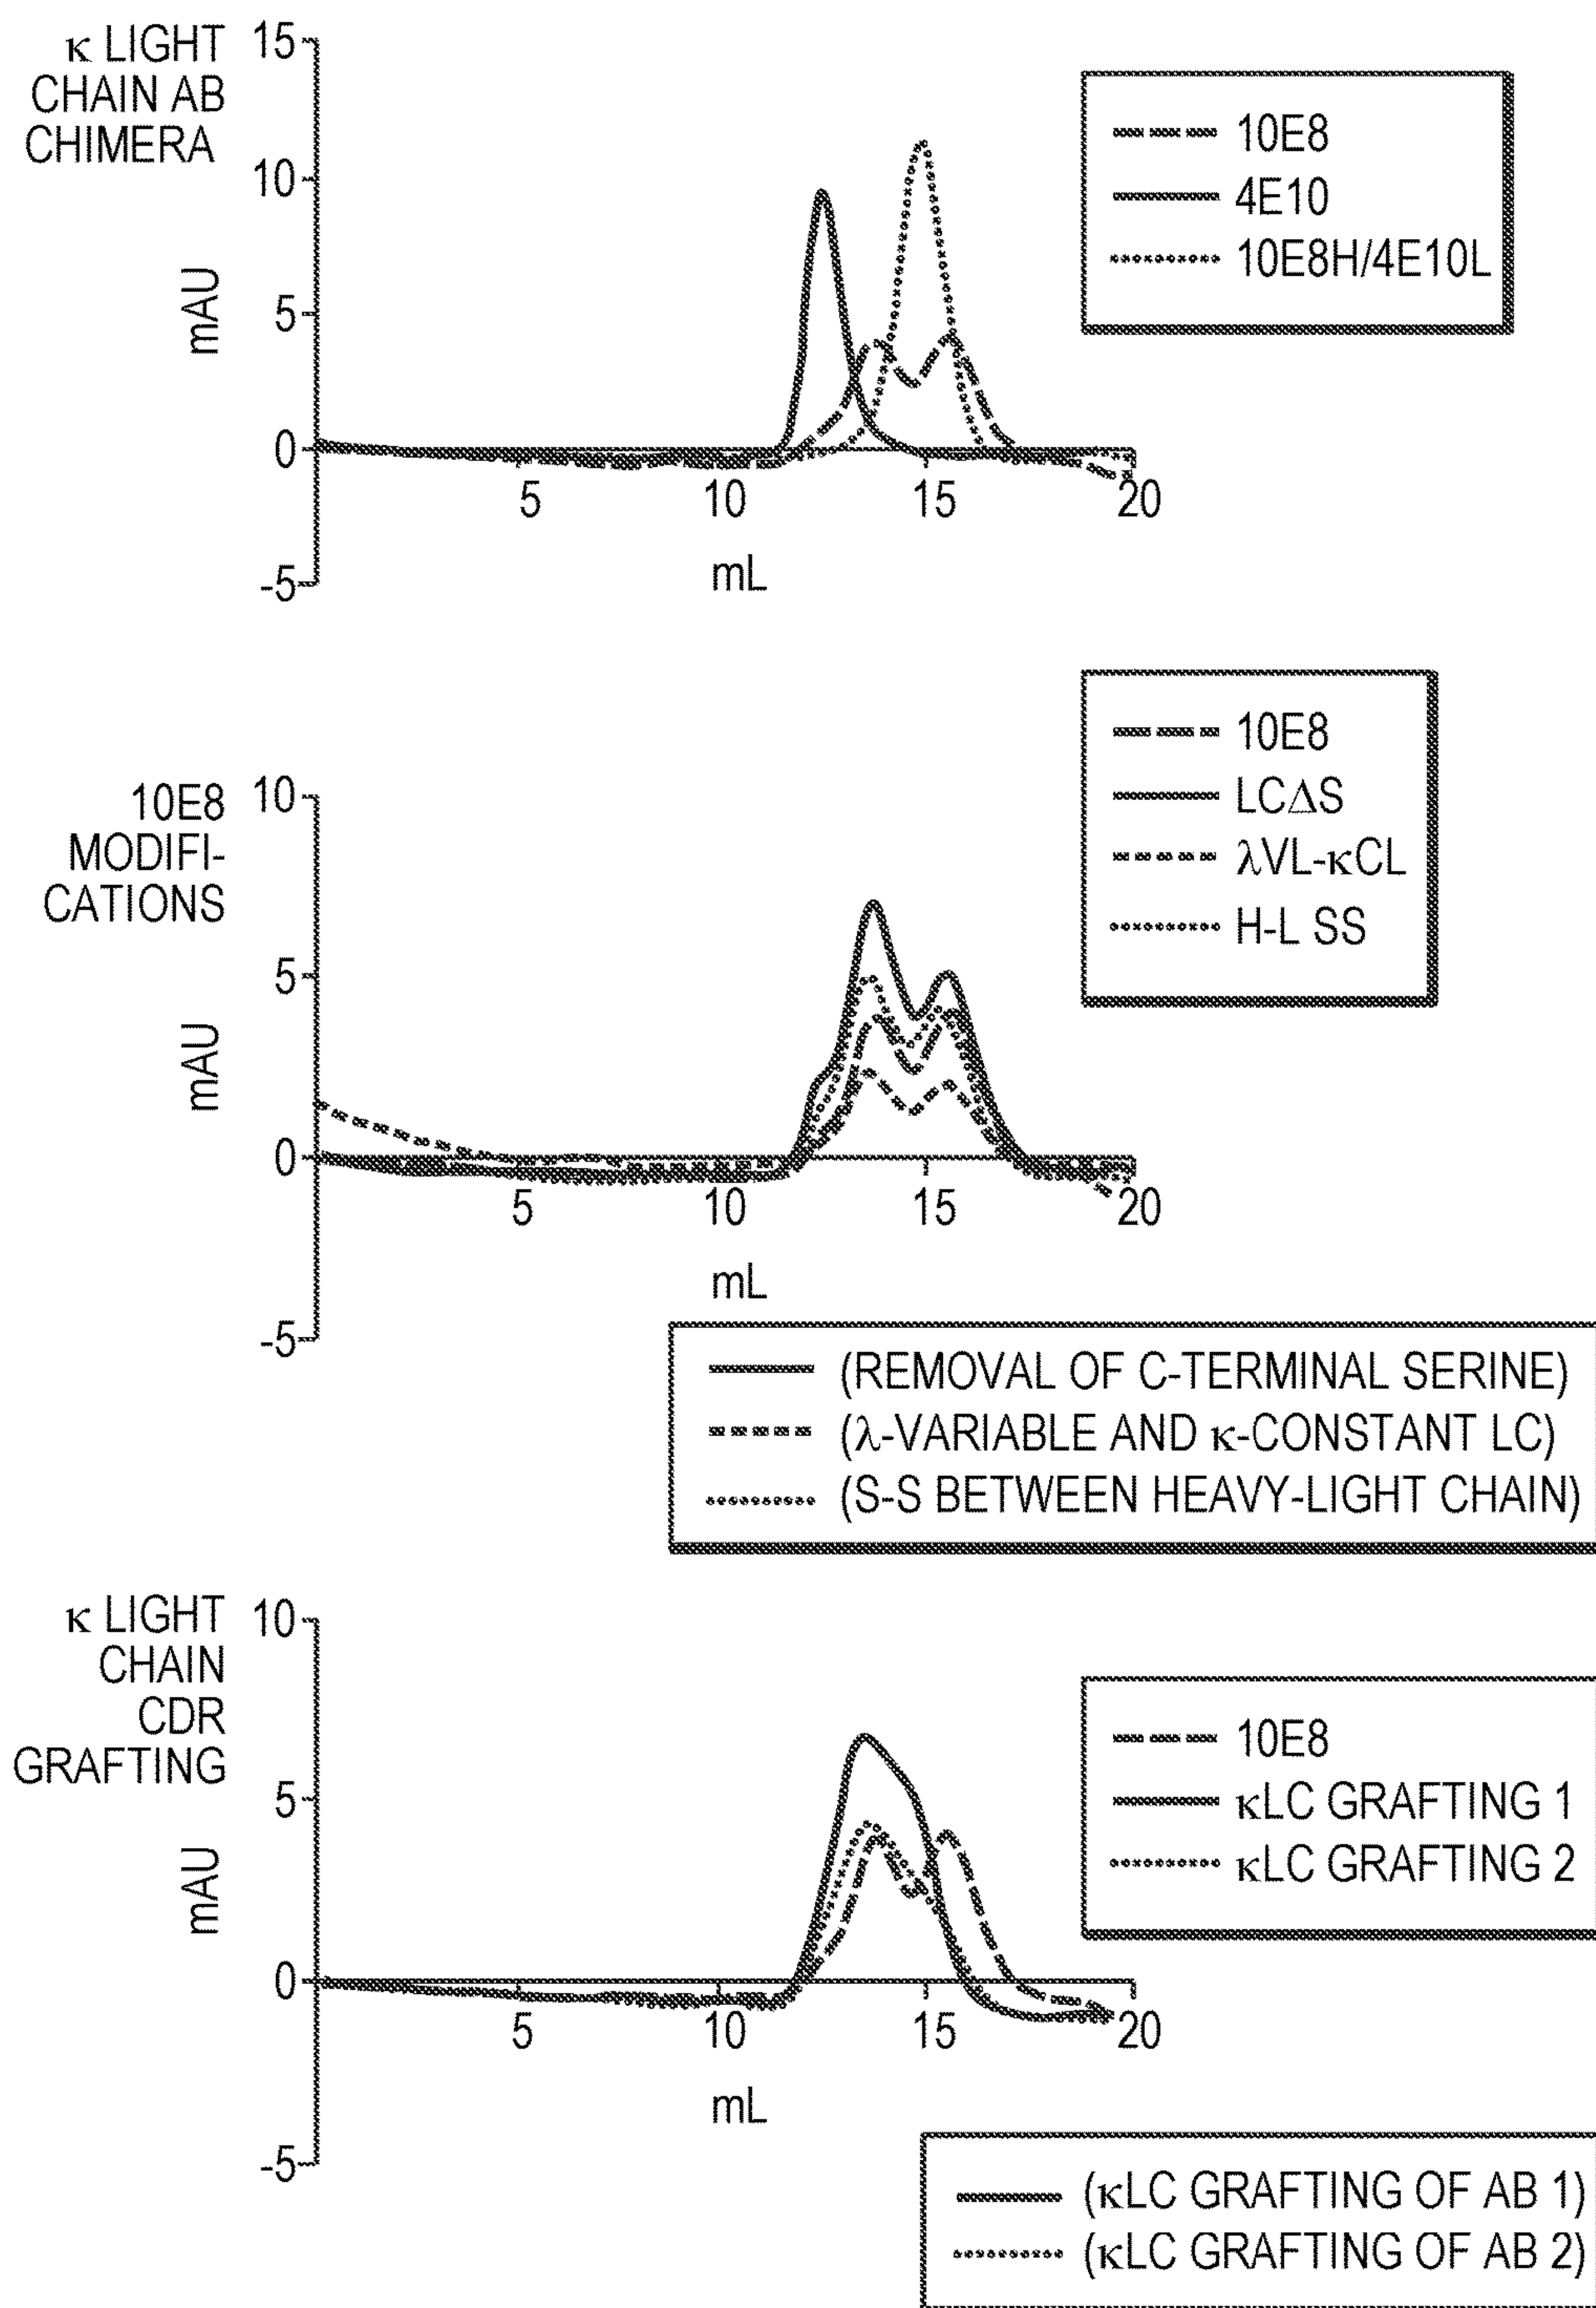 κ LIGHT
CHAIN AB
CHIMERA
15
10
5
0
-5
mAU
5
10
15
20
mL
10E8
4E10
10E8H/4E10L
10E8
MODIFI-
CATIONS
10
5
0
-5
mAU
5
10
15
20
mL
10E8
LCΔS
λVL-κCL
H-L SS
(REMOVAL OF C-TERMINAL SERINE)
(λ-VARIABLE AND κ-CONSTANT LC)
(S-S BETWEEN HEAVY-LIGHT CHAIN)
κ LIGHT
CHAIN
CDR
GRAFTING
10
5
0
-5
mAU
5
10
15
20
mL
10E8
κLC GRAFTING 1
κLC GRAFTING 2
(κLC GRAFTING OF AB 1)
(κLC GRAFTING OF AB 2)